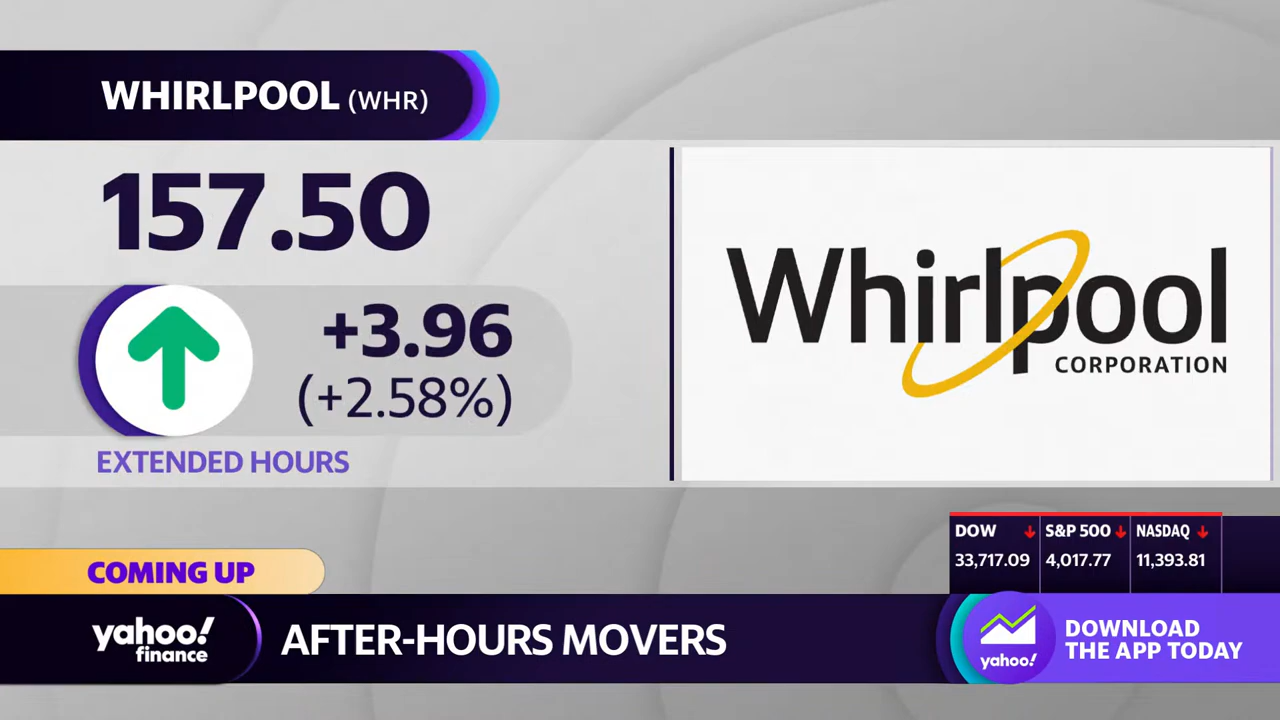 WHIRLPOOL (WHR)
157.50
+3.96
(+2.58%)
EXTENDED HOURS
Whirlpool
CORPORATION
DOW S&P 500 NASDAQ
33,717.09 4,017.77 11,393.81
COMING UP
yahoo!
finance
AFTER-HOURS MOVERS
yahoo!
DOWNLOAD
THE APP TODAY